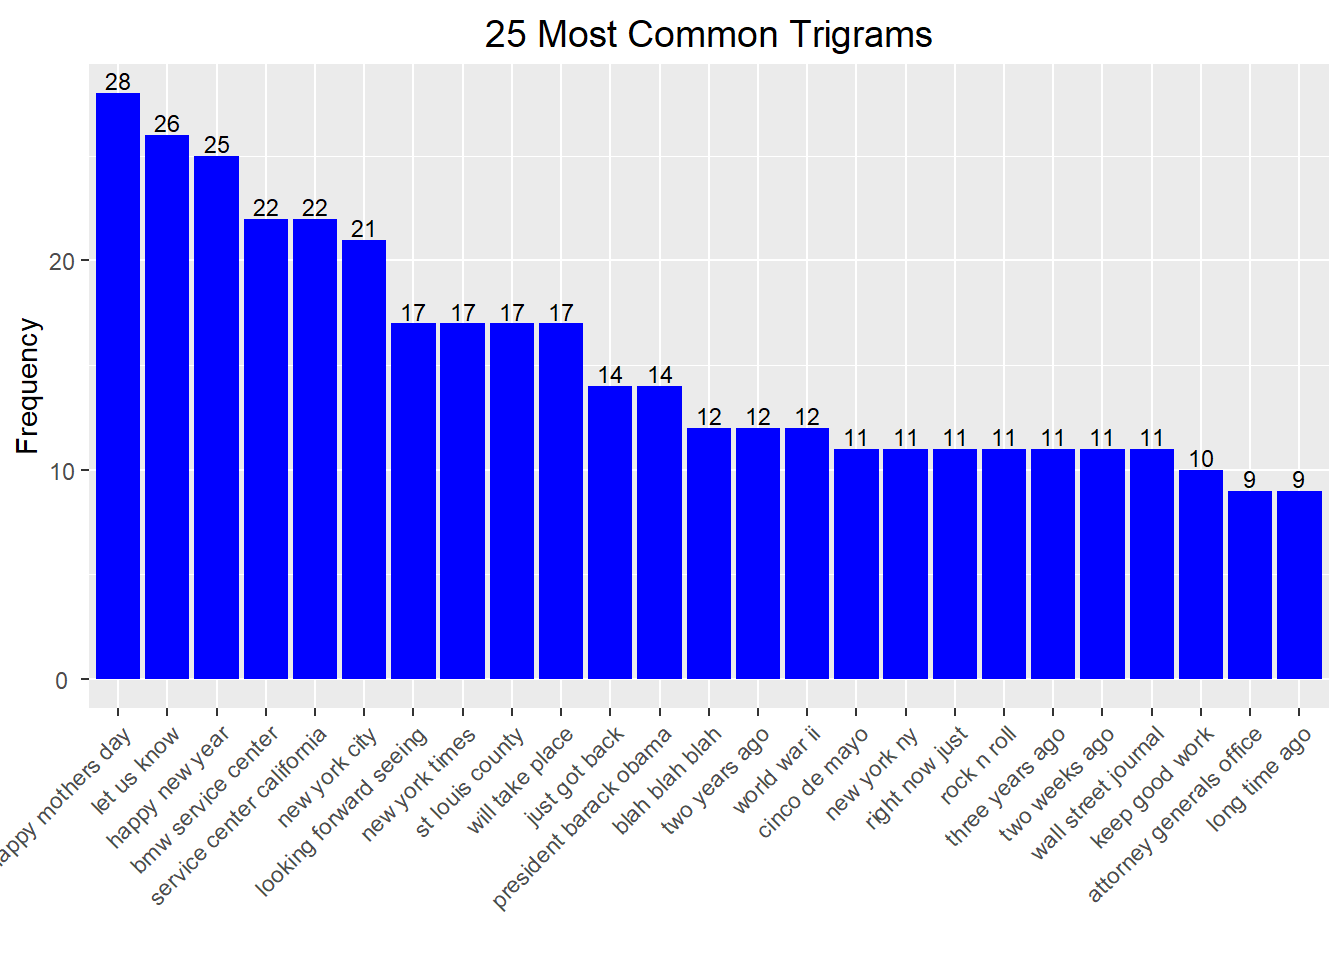 25 Most Common Trigrams
28
26
25
22
22
21
17
17
17
17
14
14
12
12
12
11
11
11
11
11
11
11
10
9
9
Frequency
20
10
0
appy mothers day
let us know
happy new year
bmw service center
service center california
new york city
looking forward seeing
new york times
st louis county
will take place
just got back
president barack obama
blah blah blah
two years ago
world war ii
cinco de mayo
new york ny
right now just
rock n roll
three years ago
two weeks ago
wall street journal
keep good work
attorney generals office
long time ago